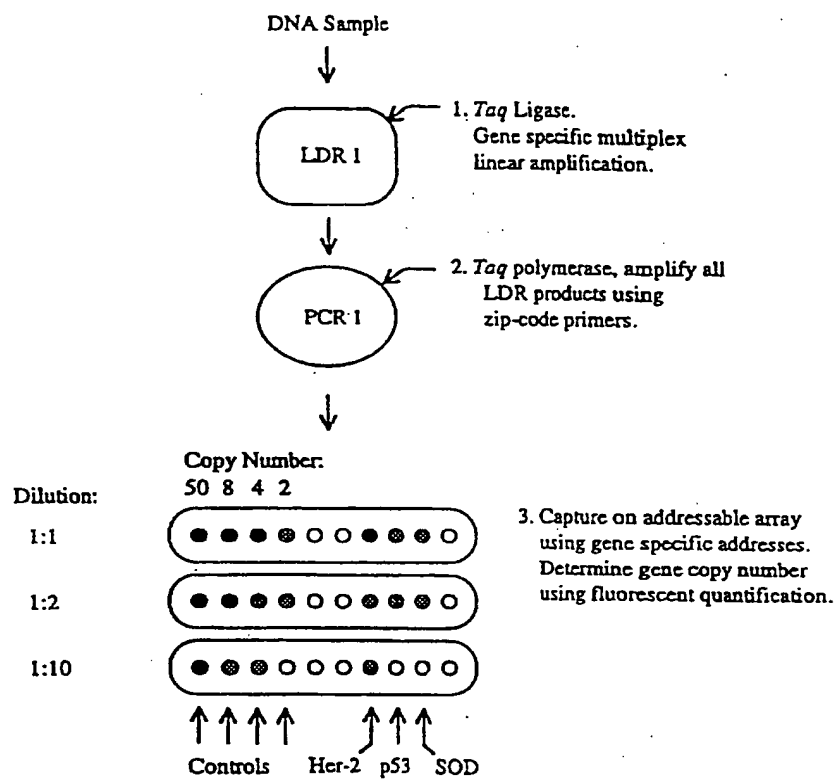 DNA Sample
1. Taq Ligase.
Gene specific multiplex
linear amplification.
LDR 1
2. Taq polymerase, amplify all
LDR products using
zip-code primers.
PCR 1
Copy Number:
Dilution:
50 8 4 2
1:1
3. Capture on addressable array
using gene specific addresses.
Determine gene copy number
using fluorescent quantification.
1:2
1:10
Controls Her-2 p53 SOD